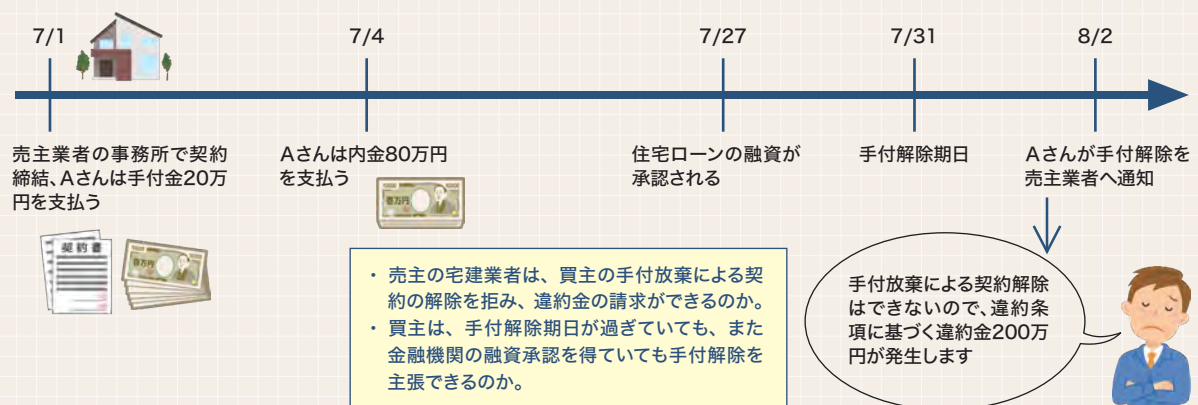 7/1
7/4
7/27
7/31
8/2
売主業者の事務所で契約
締結、Aさんは手付金20万
円を支払う
Aさんは内金80万円
を支払う
住宅ローンの融資が
承認される
手付解除期日
Aさんが手付解除を
売主業者へ通知
契約書
百万円
百万円
・ 売主の宅建業者は、買主の手付放棄による契
約の解除を拒み、違約金の請求ができるのか。
・ 買主は、手付解除期日が過ぎていても、また
金融機関の融資承認を得ていても手付解除を
主張できるのか。
手付放棄による契約解除
はできないので、違約条
項に基づく違約金200万
円が発生します